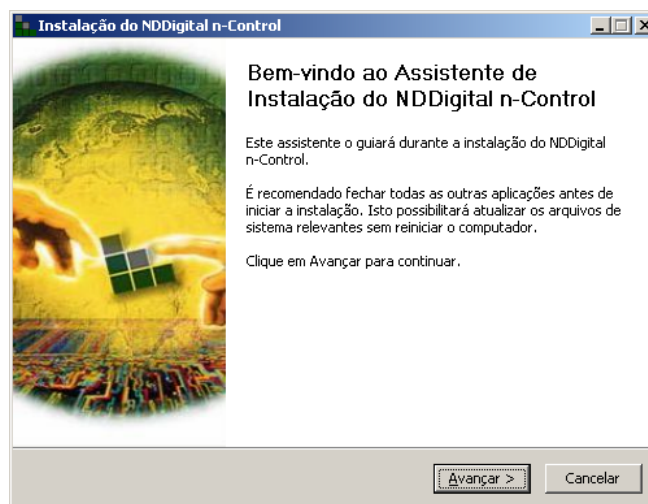 Instalação do NDDigital n-Control
Bem-vindo ao Assistente de
Instalação do NDDigital n-Control
Este assistente o guiará durante a instalação do NDDigital
n-Control.
É recomendado fechar todas as outras aplicações antes de
iniciar a instalação. Isto possibilitará atualizar os arquivos de
sistema relevantes sem reiniciar o computador.
Clique em Avançar para continuar.
Avançar >
Cancelar